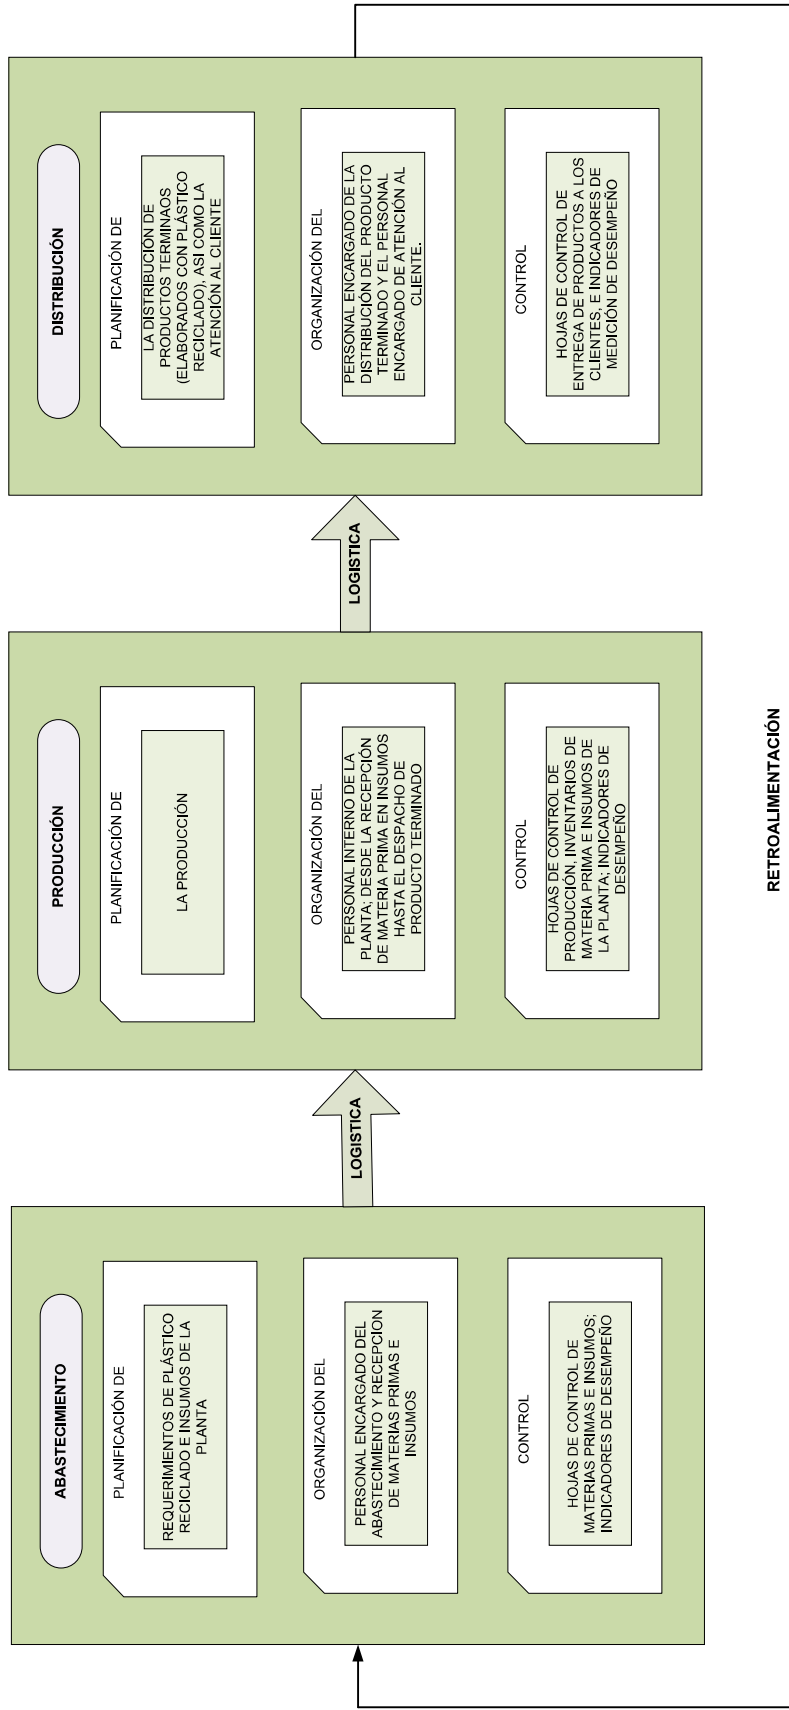 ABASTECIMIENTO
PLANIFICACIÓN DE
REQUERIMIENTOS DE PLÁSTICO
RECICLADO E INSUMOS DE LA
PLANTA
ORGANIZACIÓN DEL
PERSONAL ENCARGADO DEL
ABASTECIMIENTO Y RECEPCION
DE MATERIAS PRIMAS E
INSUMOS
CONTROL
HOJAS DE CONTROL DE
MATERIAS PRIMAS E INSUMOS;
INDICADORES DE DESEMPEÑO
LOGISTICA
PRODUCCIÓN
PLANIFICACIÓN DE
LA PRODUCCIÓN
ORGANIZACIÓN DEL
PERSONAL INTERNO DE LA
PLANTA; DESDE LA RECEPCIÓN
DE MATERIA PRIMA EN INSUMOS
HASTA EL DESPACHO DE
PRODUCTO TERMINADO
CONTROL
HOJAS DE CONTROL DE
PRODUCCIÓN, INVENTARIOS DE
MATERIA PRIMA E INSUMOS DE
LA PLANTA; INDICADORES DE
DESEMPEÑO
LOGISTICA
DISTRIBUCIÓN
PLANIFICACIÓN DE
LA DISTRIBUCIÓN DE
PRODUCTOS TERMINAOS
(ELABORADOS CON PLÁSTICO
RECICLADO), ASI COMO LA
ATENCIÓN AL CLIENTE
ORGANIZACIÓN DEL
PERSONAL ENCARGADO DE LA
DISTRIBUCIÓN DEL PRODUCTO
TERMINADO Y EL PERSONAL
ENCARGADO DE ATENCIÓN AL
CLIENTE.
CONTROL
HOJAS DE CONTROL DE
ENTREGA DE PRODUCTOS A LOS
CLIENTES, E INDICADORES DE
MEDICIÓN DE DESEMPEÑO
RETROALIMENTACIÓN